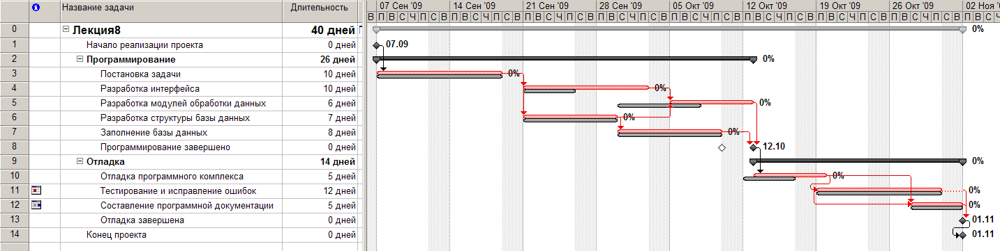 Название задачи Длительность 07 Сен '09 14 Сен '09 21 Сен '09 28 Сен '09 05 Окт '09 12 Окт '09 19 Окт '09 26 Окт '09 02 Ноя '
В П В С Ч П С В П В С Ч П С В П В С Ч П С В П В С Ч П С В П В С Ч П С В П В С Ч П С В П В С Ч П С В П В С Ч П С В П В С Ч
0 Лекция8 40 дней 0%
1 Начало реализации проекта 0 дней 07.09
2 Программирование 26 дней 0%
3 Постановка задачи 10 дней 0%
4 Разработка интерфейса 10 дней 0%
5 Разработка модулей обработки данных 6 дней 0%
6 Разработка структуры базы данных 7 дней 0%
7 Заполнение базы данных 8 дней 0%
8 Программирование завершено 0 дней 12.10
9 Отладка 14 дней 0%
10 Отладка программного комплекса 5 дней 0%
11 Тестирование и исправление ошибок 12 дней 0%
12 Составление программной документации 5 дней 0%
13 Отладка завершена 0 дней 01.11
14 Конец проекта 0 дней 01.11